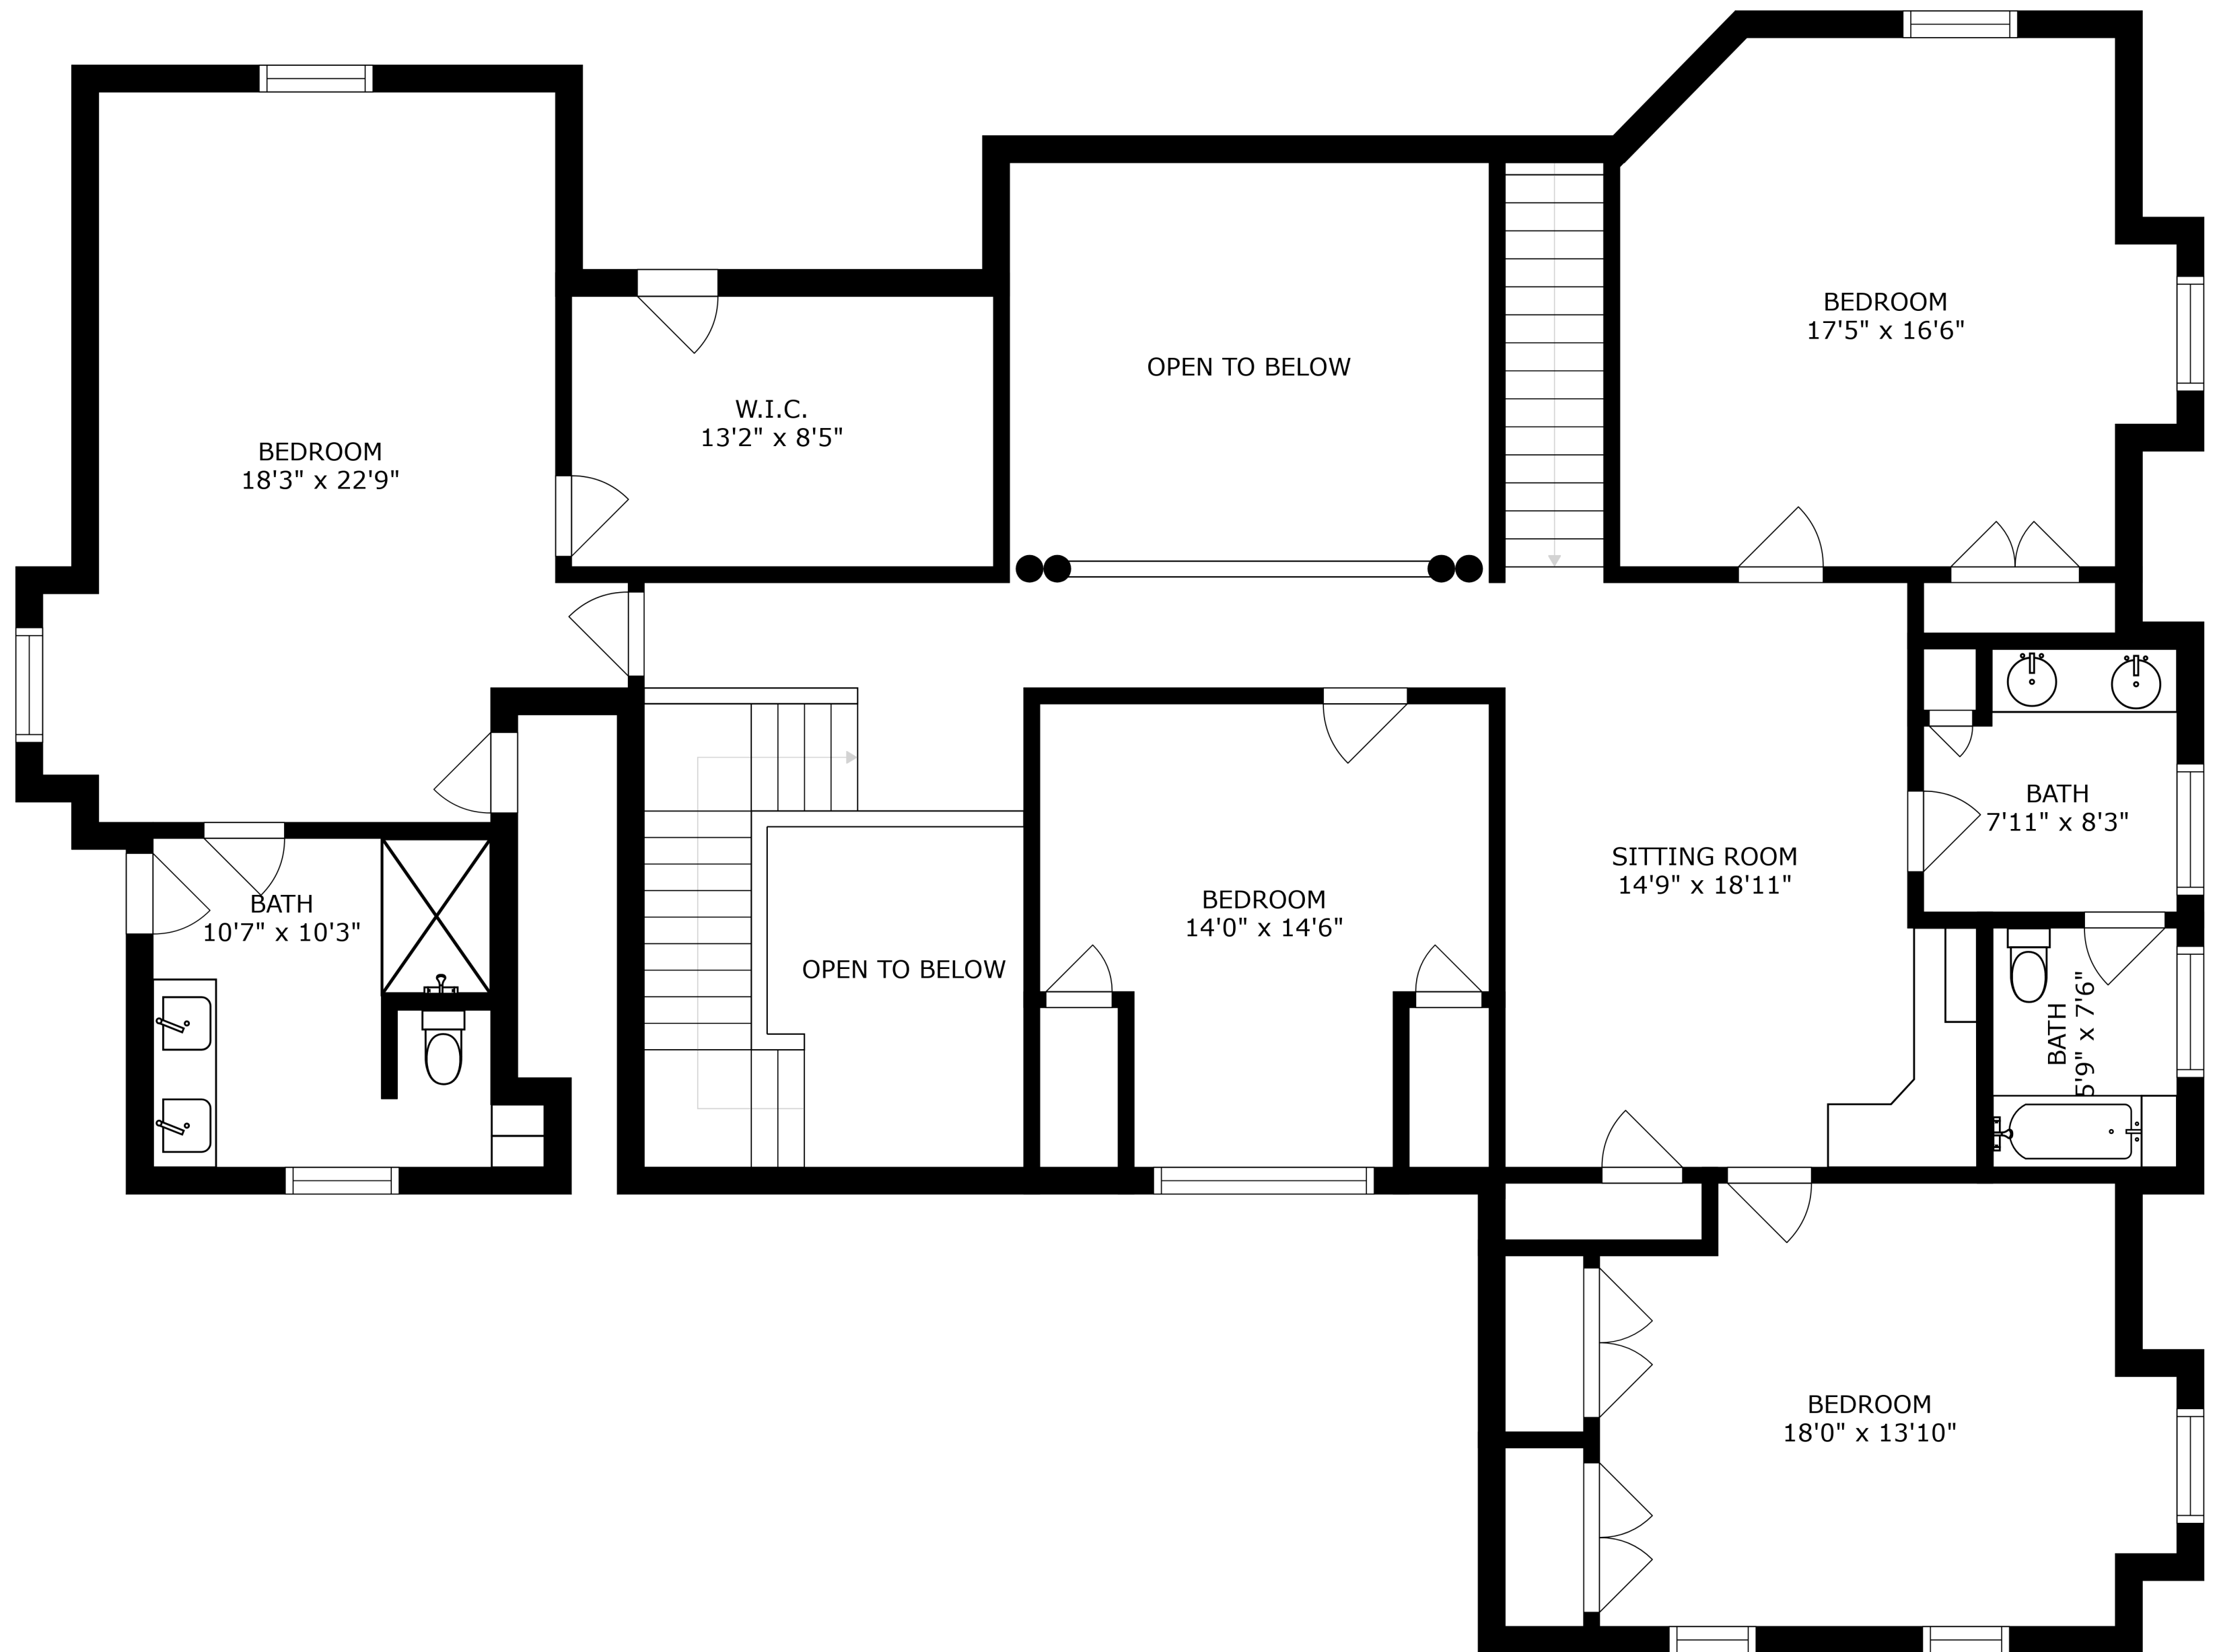 BEDROOM
17'5" x 16'6"
OPEN TO BELOW
W.I.C.
13'2" x 8'5"
BEDROOM
18'3" x 22'9"
BATH
7'11" x 8'3"
SITTING ROOM
14'9" x 18'11"
BEDROOM
14'0" x 14'6"
BATH
10'7" x 10'3"
OPEN TO BELOW
BATH
5'9" x 7'6"
BEDROOM
18'0" x 13'10"